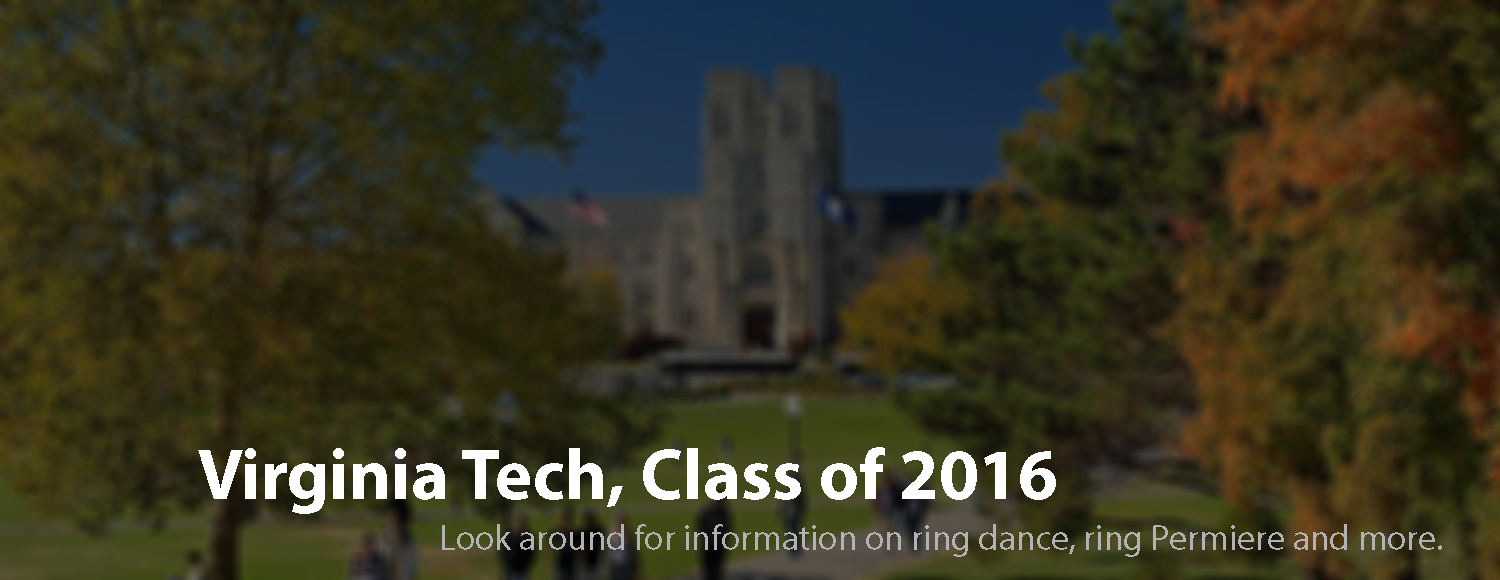 Virginia Tech, Class of 2016
Look around for information on ring dance, ring Permiere and more.